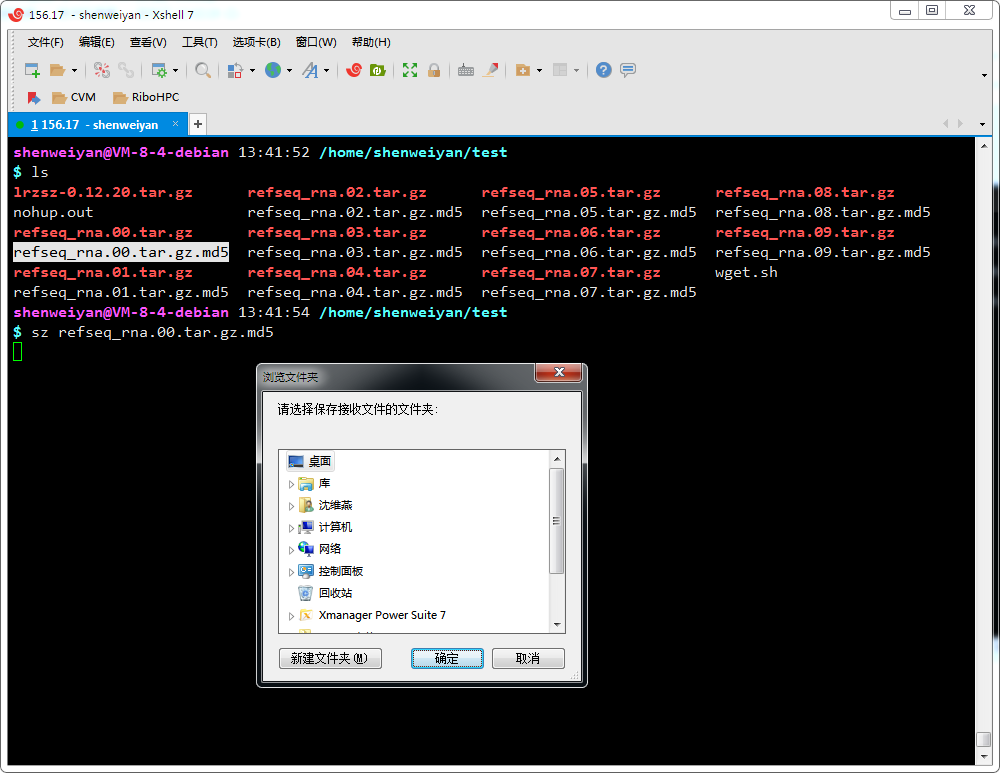 156.17 - shenweiyan - Xshell 7
文件(F) 编辑(E) 查看(V) 工具(T) 选项卡(B) 窗口(W) 帮助(H)
CVM RiboHPC
1 156.17 - shenweiyan × +
shenweiyan@VM-8-4-debian 13:41:52 /home/shenweiyan/test
$ ls
lrzsz-0.12.20.tar.gz refseq_rna.02.tar.gz refseq_rna.05.tar.gz refseq_rna.08.tar.gz
nohup.out refseq_rna.02.tar.gz.md5 refseq_rna.05.tar.gz.md5 refseq_rna.08.tar.gz.md5
refseq_rna.00.tar.gz refseq_rna.03.tar.gz refseq_rna.06.tar.gz refseq_rna.09.tar.gz
refseq_rna.00.tar.gz.md5 refseq_rna.03.tar.gz.md5 refseq_rna.06.tar.gz.md5 refseq_rna.09.tar.gz.md5
refseq_rna.01.tar.gz refseq_rna.04.tar.gz refseq_rna.07.tar.gz wget.sh
refseq_rna.01.tar.gz.md5 refseq_rna.04.tar.gz.md5 refseq_rna.07.tar.gz.md5
shenweiyan@VM-8-4-debian 13:41:54 /home/shenweiyan/test
$ sz refseq_rna.00.tar.gz.md5
浏览文件夹
请选择保存接收文件的文件夹:
桌面
库
沈维燕
计算机
网络
控制面板
回收站
Xmanager Power Suite 7
新建文件夹(M) 确定 取消